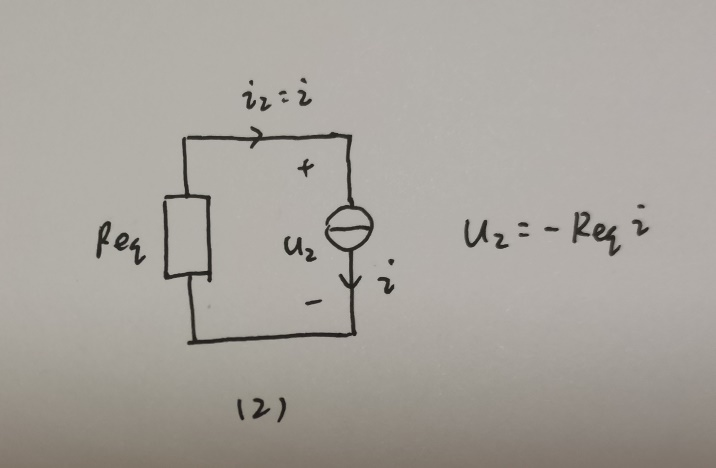 i₂=i
+
Req
u₂
i
u₂=-Req i
-
(2)